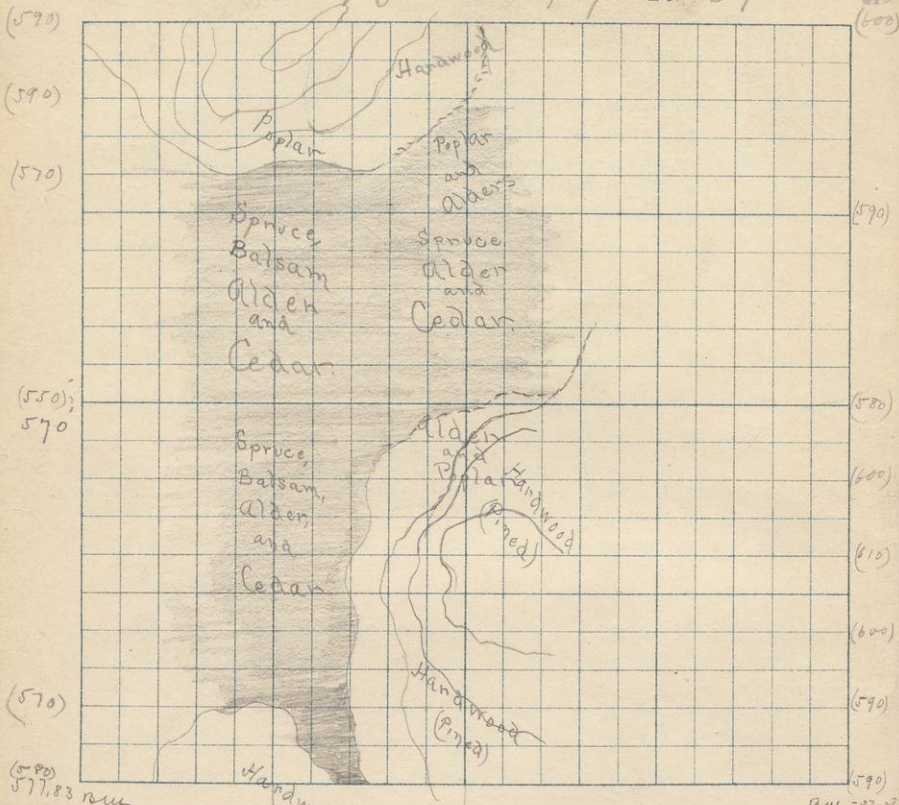 (590)
(600)
Hardwood
(590)
Poplar
Poplar
and
Alders
(570)
(590)
Spruce,
Balsam
Alder
and
Cedar.
Spruce
Alder
and
Cedar.
(550)?
570
(580)
Alder
and
Poplar
Spruce,
Balsam,
Alder,
and
Cedar
(600)
Hardwood
(Pined)
(610)
(600)
Hardwood
(Pined)
(570)
(590)
(580)
577.83
(590)